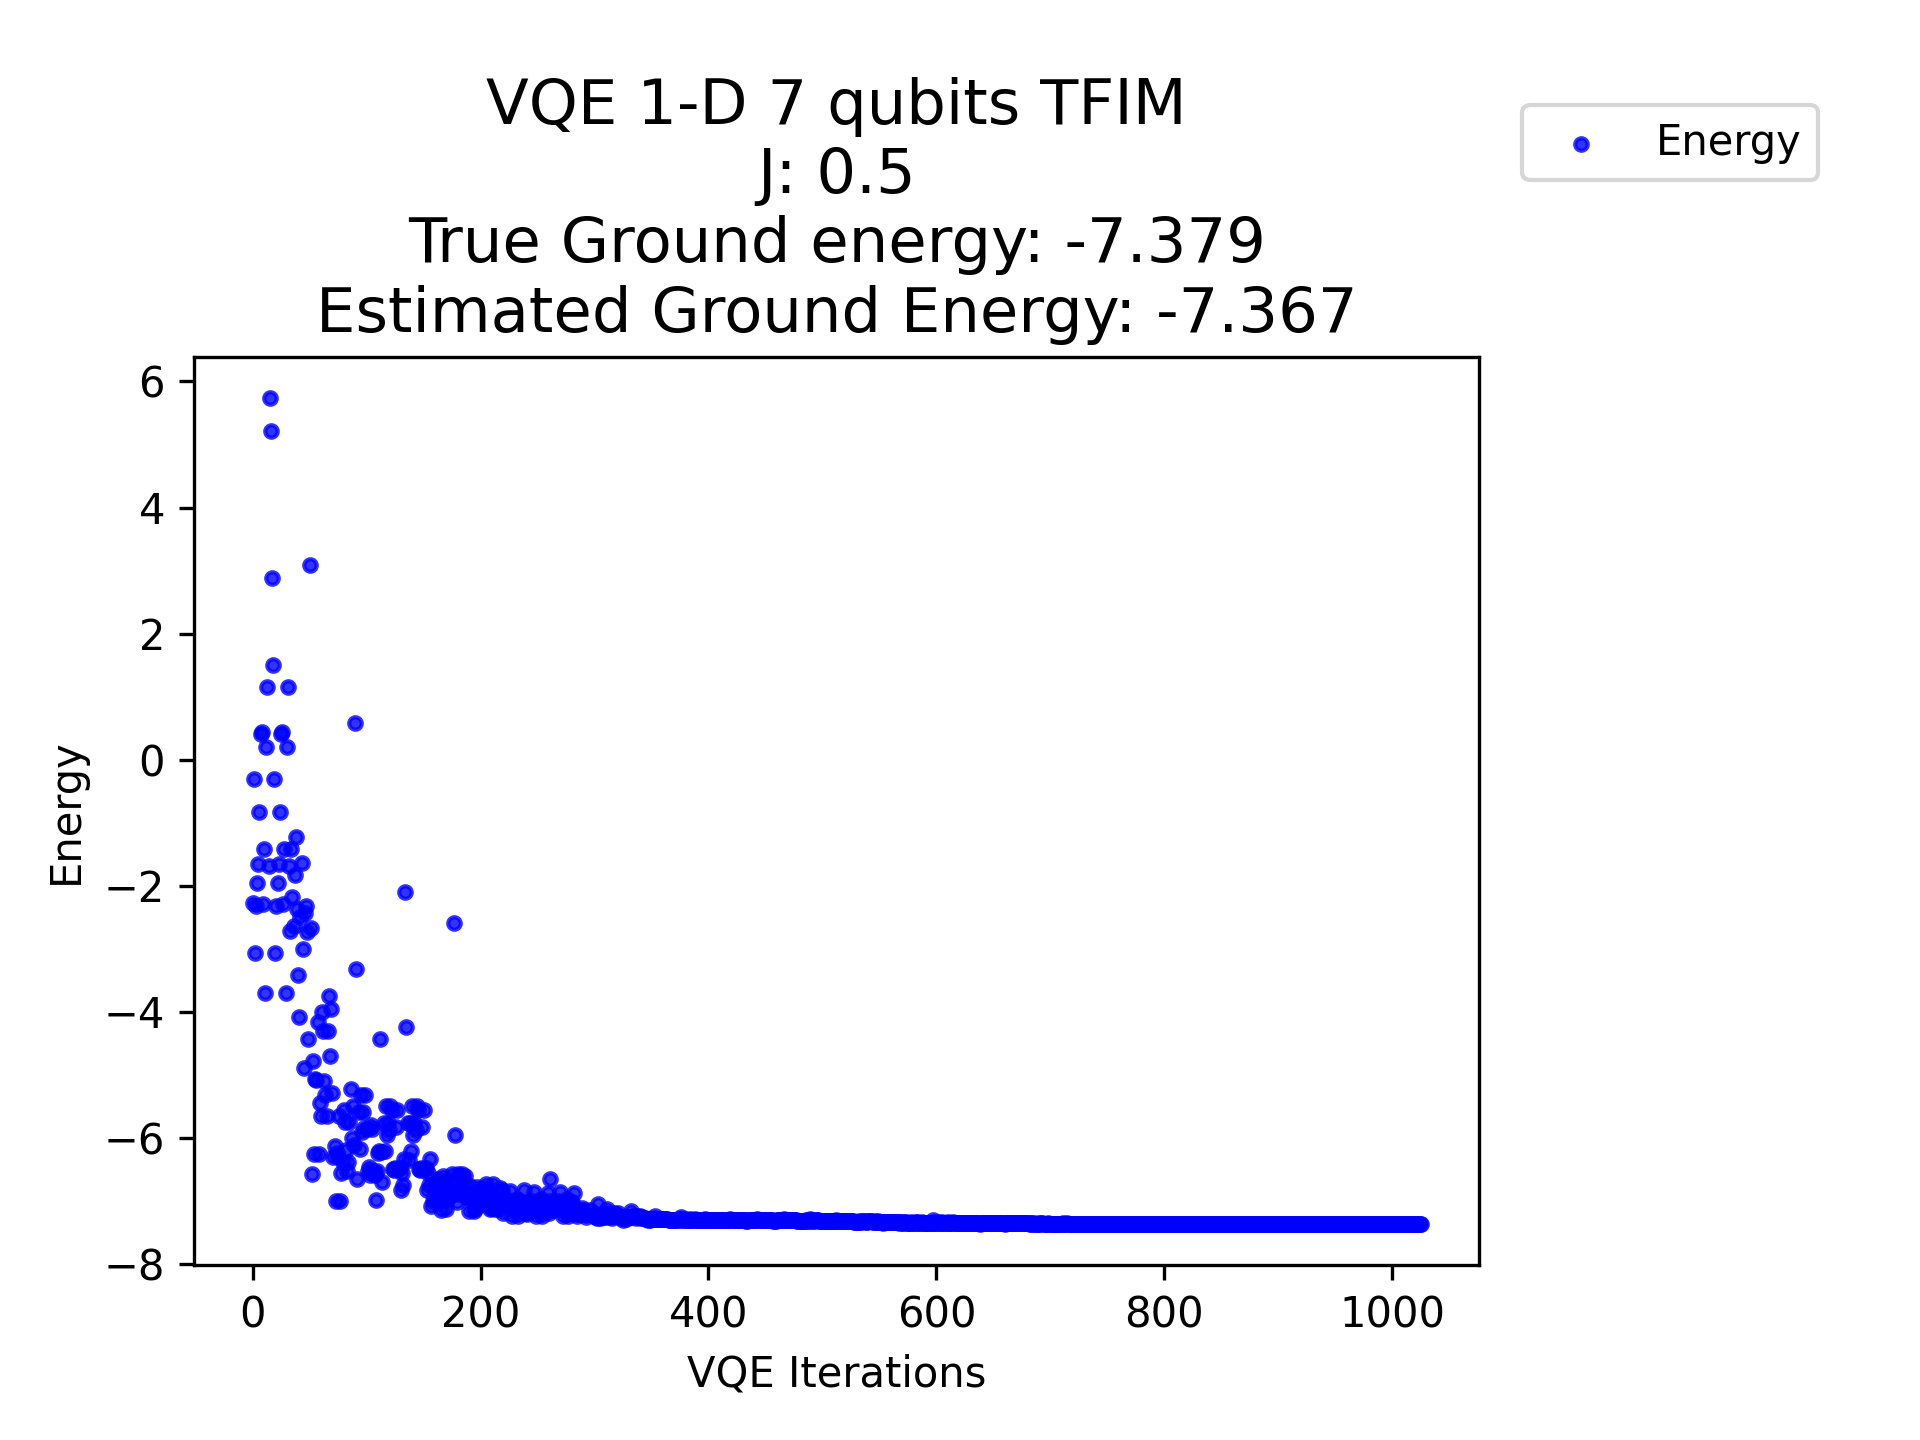 VQE 1-D 7 qubits TFIM
J: 0.5
True Ground energy: -7.379
Estimated Ground Energy: -7.367
Energy
6
4
2
0
−2
−4
−6
−8
Energy
0 200 400 600 800 1000
VQE Iterations